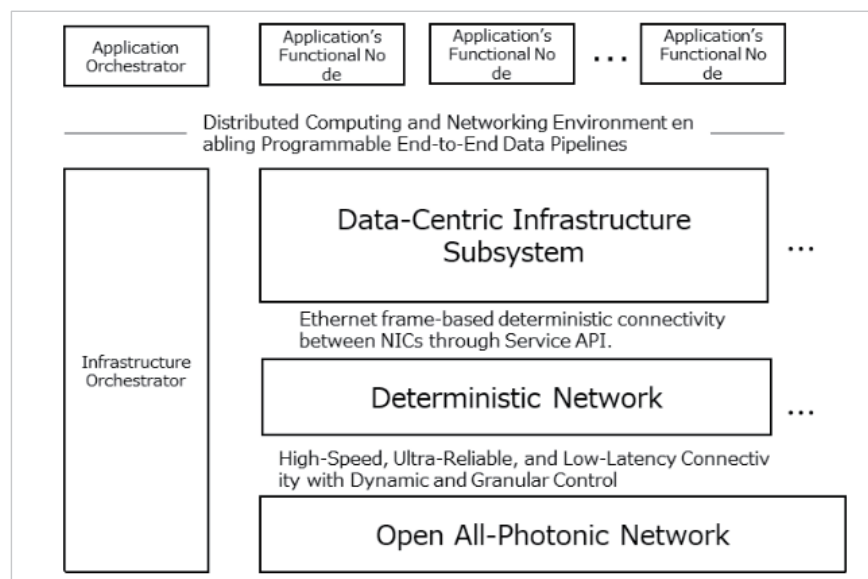 Application
Orchestrator
Application's
Functional No
de
Application's
Functional No
de
...
Application's
Functional No
de
Distributed Computing and Networking Environment en
abling Programmable End-to-End Data Pipelines
Infrastructure
Orchestrator
Data-Centric Infrastructure
Subsystem
...
Ethernet frame-based deterministic connectivity
between NICs through Service API.
Deterministic Network
...
High-Speed, Ultra-Reliable, and Low-Latency Connectiv
ity with Dynamic and Granular Control
Open All-Photonic Network